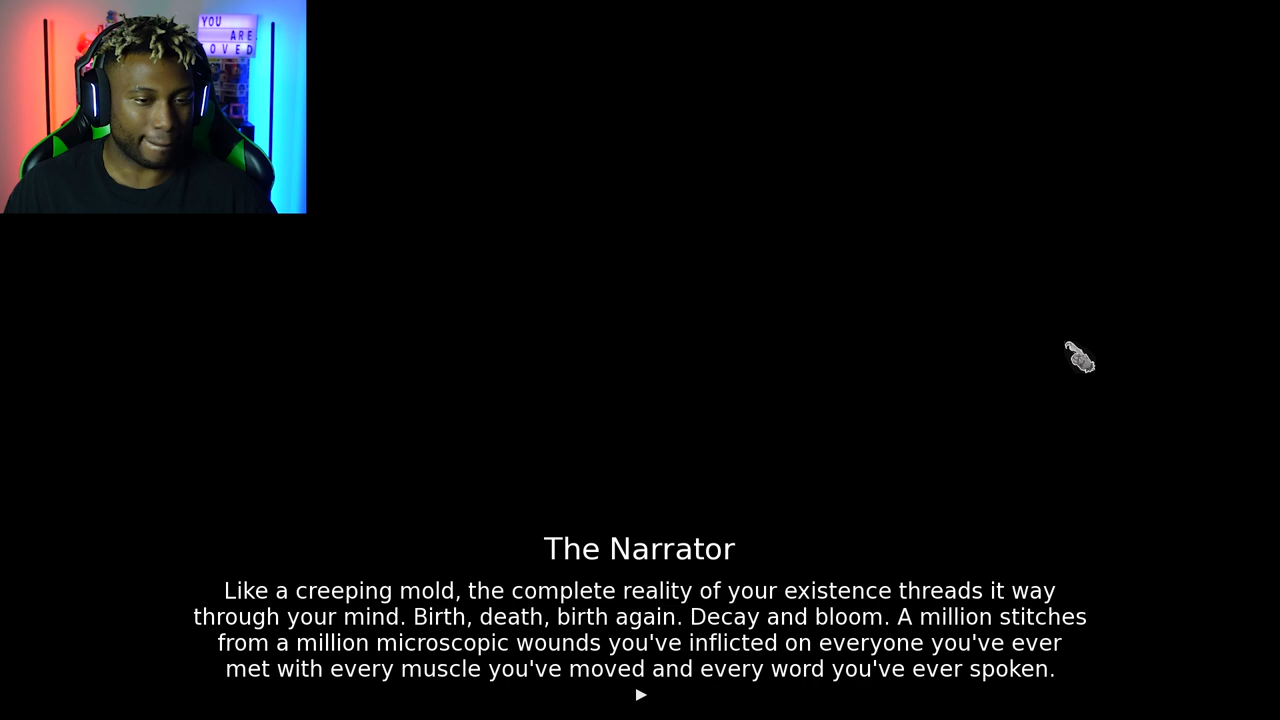 YOU
ARE
LOVED
The Narrator
Like a creeping mold, the complete reality of your existence threads it way
through your mind. Birth, death, birth again. Decay and bloom. A million stitches
from a million microscopic wounds you've inflicted on everyone you've ever
met with every muscle you've moved and every word you've ever spoken.